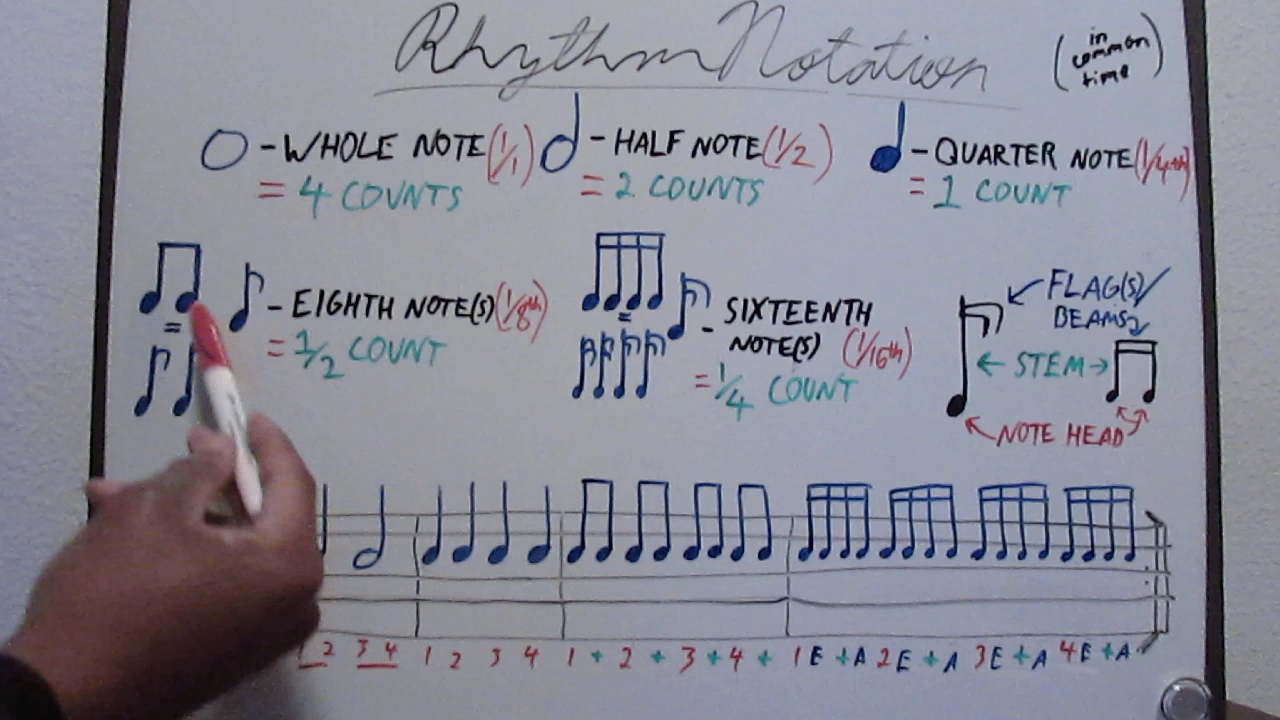 Rhythm Notation
(in common time)
- WHOLE NOTE (1/1)
= 4 COUNTS
- HALF NOTE (1/2)
= 2 COUNTS
- QUARTER NOTE (1/4th)
= 1 COUNT
=
- EIGHTH NOTE(S) (1/8th)
= 1/2 COUNT
=
- SIXTEENTH
NOTE(S) (1/16th)
= 1/4 COUNT
FLAG(S)/
BEAMS
← STEM →
NOTE HEAD
1 2 3 4 1 2 3 4 1 + 2 + 3 + 4 + 1 E + A 2 E + A 3 E + A 4 E + A